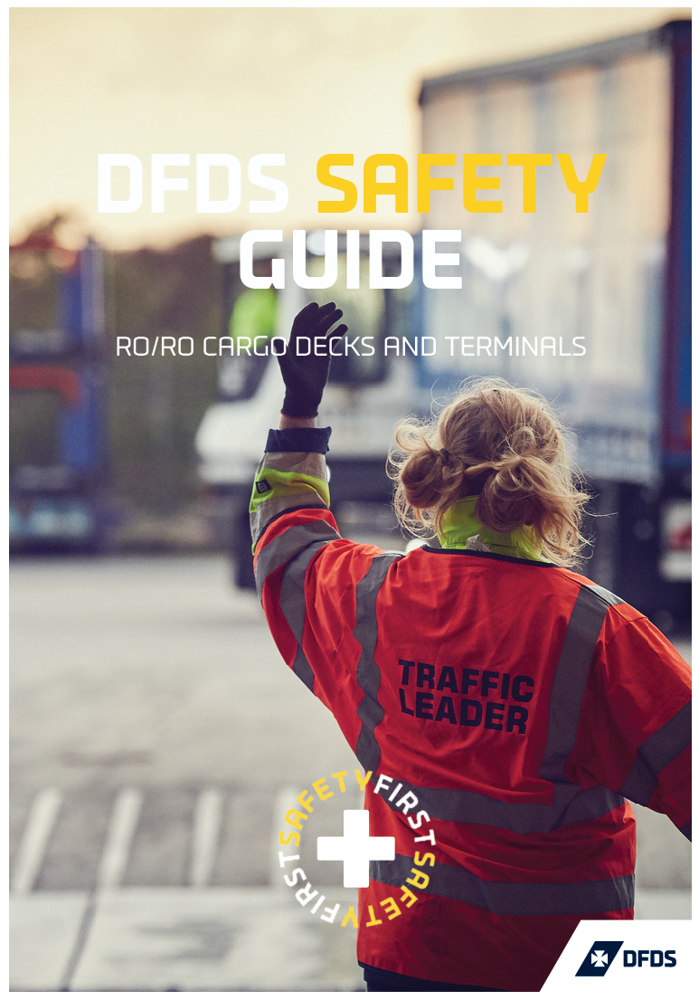 DFDS SAFETY
GUIDE
RO/RO CARGO DECKS AND TERMINALS
TRAFFIC
LEADER
SAFETY FIRST SAFETY FIRST
DFDS